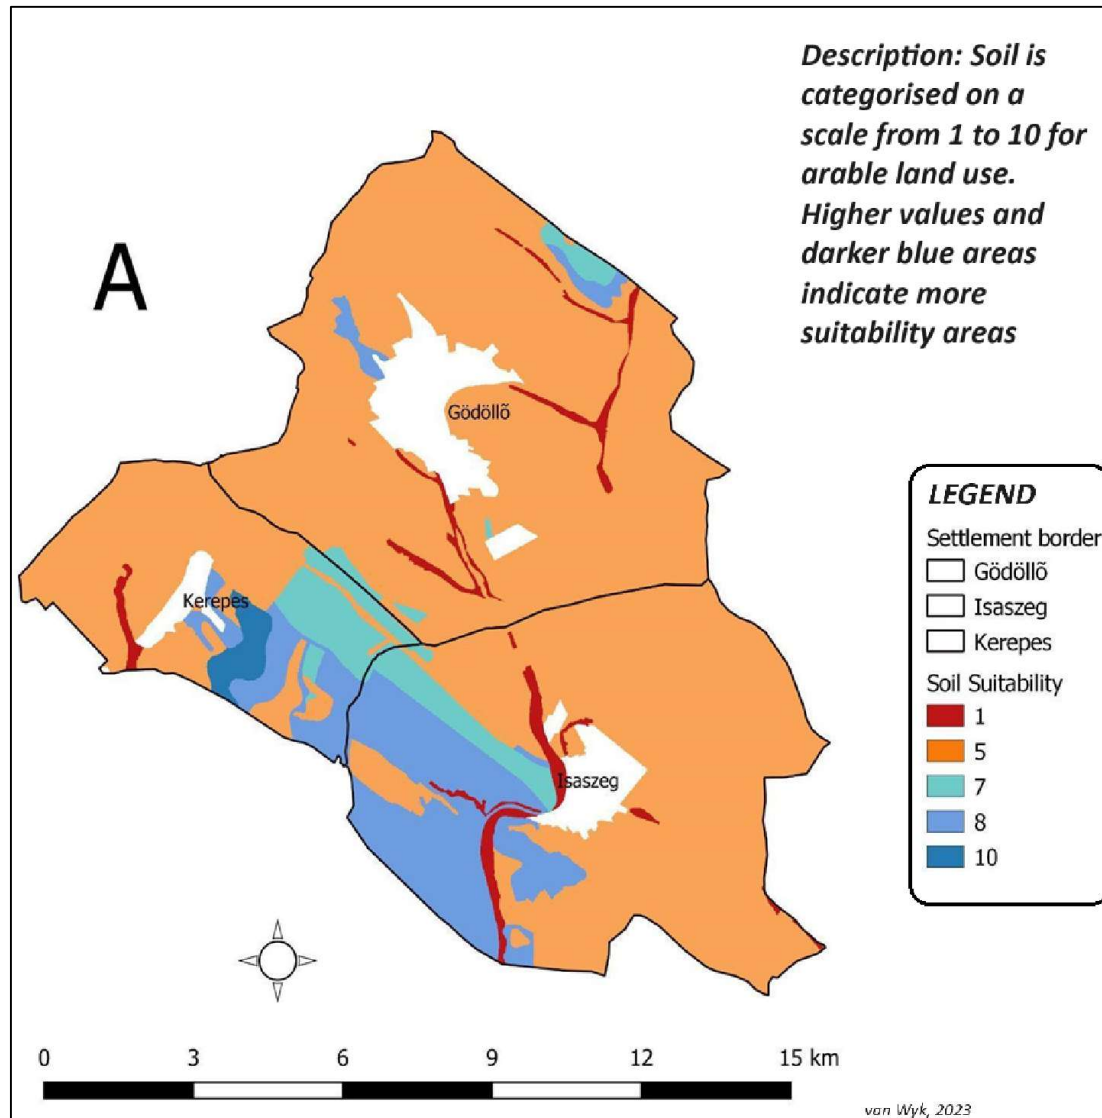 Description: Soil is
categorised on a
scale from 1 to 10 for
arable land use.
Higher values and
darker blue areas
indicate more
suitability areas
A
Gödöllõ
Kerepes
Isaszeg
LEGEND
Settlement border
Gödöllõ
Isaszeg
Kerepes
Soil Suitability
1
5
7
8
10
0 3 6 9 12 15 km
van Wyk, 2023